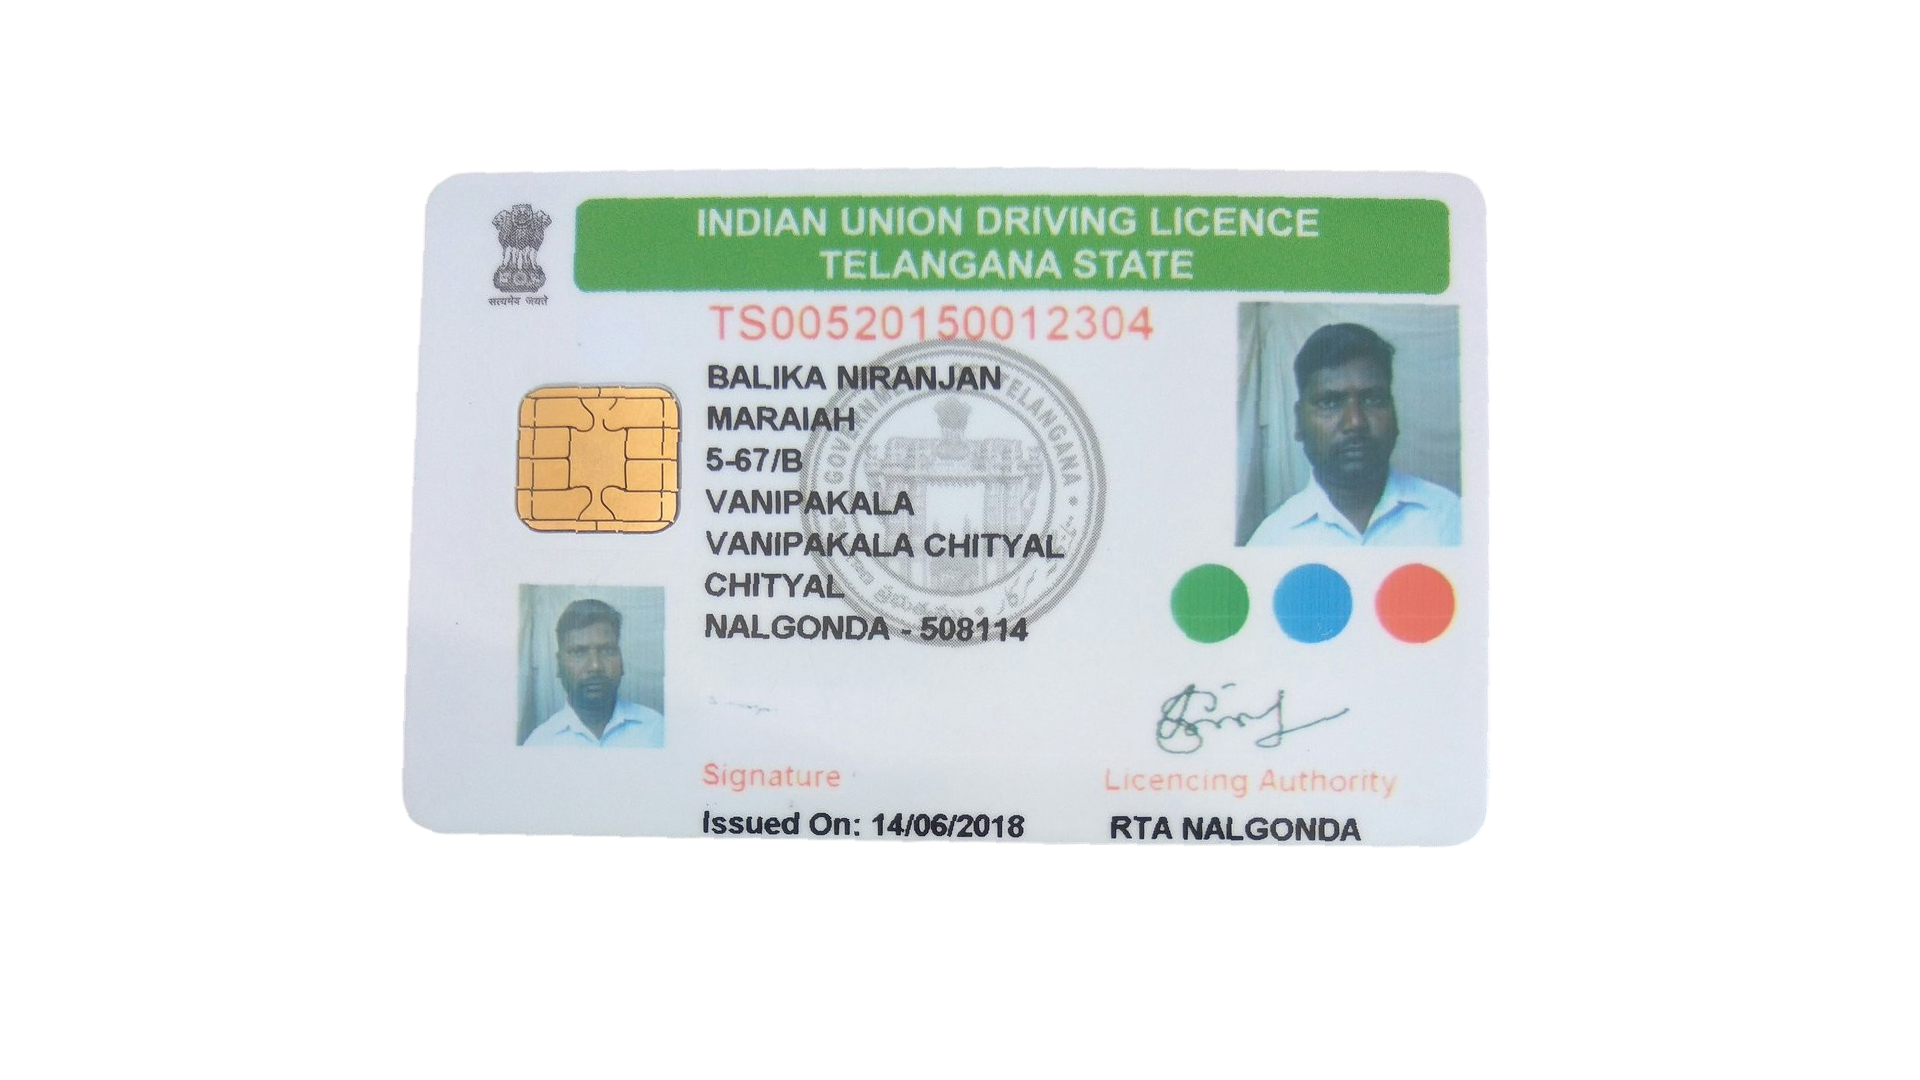 INDIAN UNION DRIVING LICENCE
TELANGANA STATE
सत्यमेव जयते
TS00520150012304
BALIKA NIRANJAN
MARAIAH
5-67/B
VANIPAKALA
VANIPAKALA CHITYAL
CHITYAL
NALGONDA - 508114
GOVERNMENT OF TELANGANA
Signature
Licencing Authority
Issued On: 14/06/2018
RTA NALGONDA